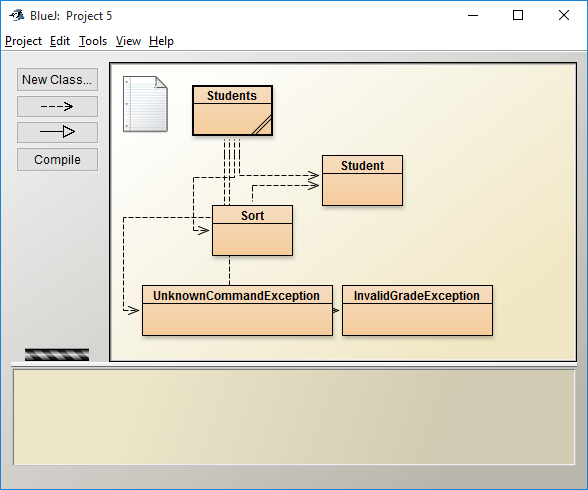 BlueJ: Project 5
Project Edit Tools View Help
New Class...
Compile
Students
Student
Sort
UnknownCommandException
InvalidGradeException